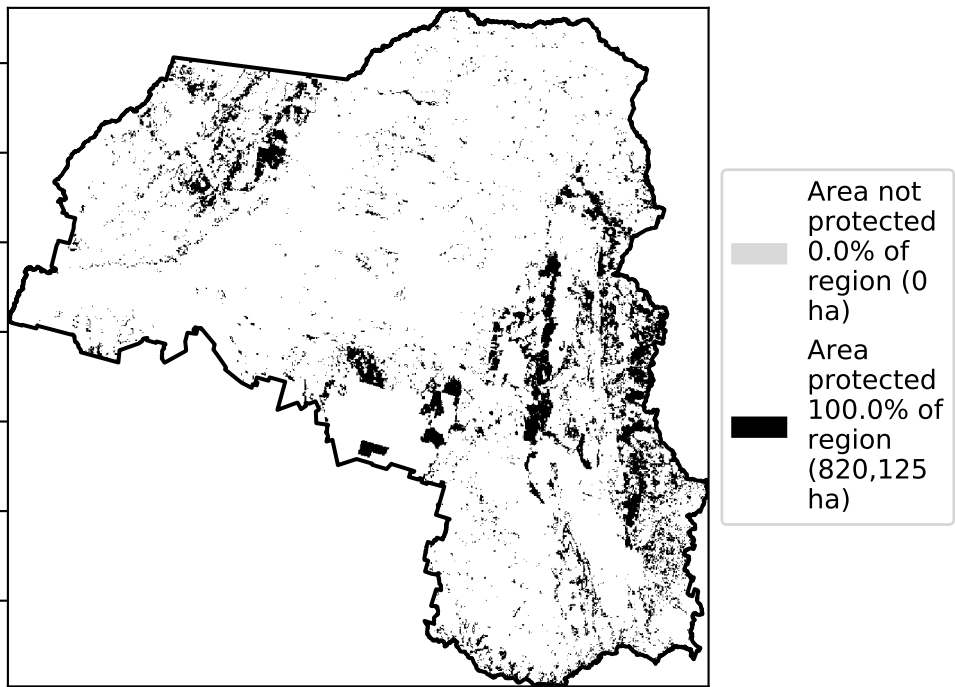 Area not
protected
0.0% of
region (0
ha)
Area
protected
100.0% of
region
(820,125
ha)